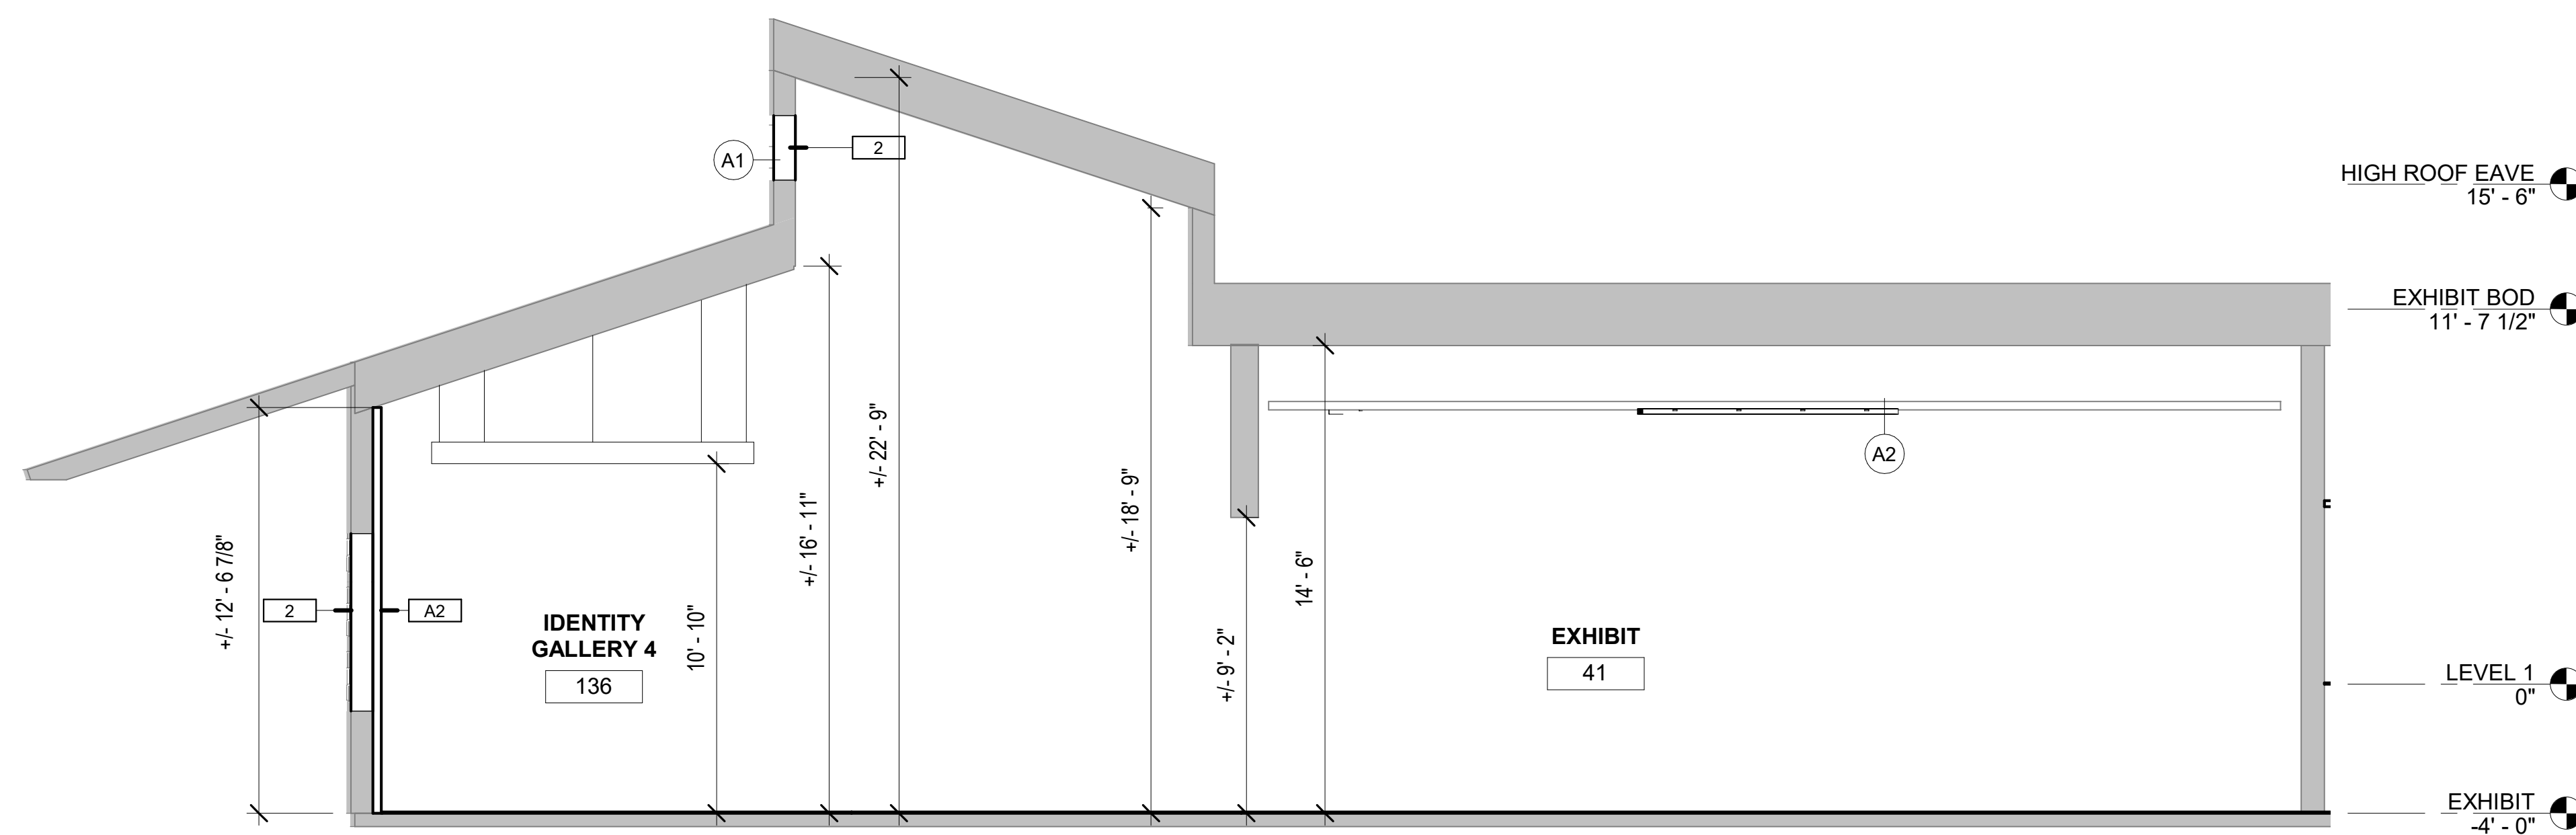 A1
2
HIGH ROOF EAVE
15' - 6"
EXHIBIT BOD
11' - 7 1/2"
+/- 12' - 6 7/8"
2
A2
IDENTITY
GALLERY 4
136
10' - 10"
+/- 16' - 11"
+/- 22' - 9"
+/- 18' - 9"
+/- 9' - 2"
14' - 6"
A2
EXHIBIT
41
LEVEL 1
0"
EXHIBIT
-4' - 0"